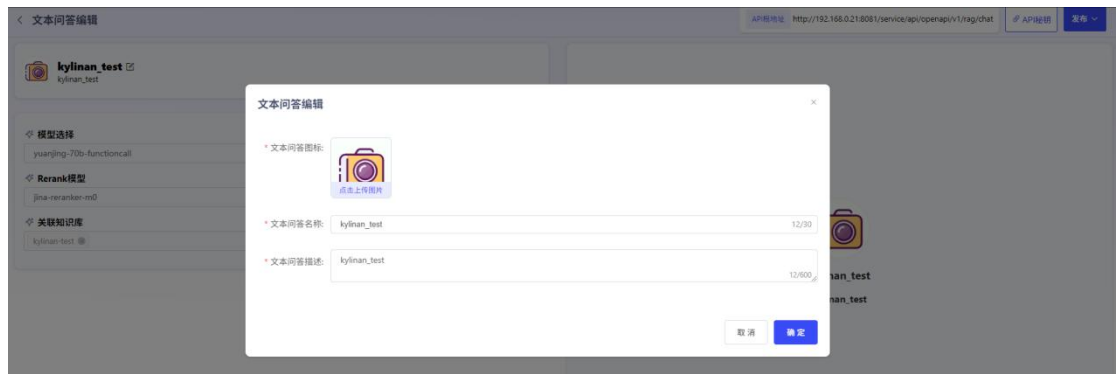 文本问答编辑
API根地址 http://192.168.0.21:8081/service/api/openapi/v1/rag/chat
API秘钥
发布
kylinan_test
kylinan_test
模型选择
yuanjing-70b-functioncall
Rerank模型
jina-reranker-m0
关联知识库
kylinan-test
文本问答编辑
* 文本问答图标:
点击上传图片
* 文本问答名称: kylinan_test 12/30
* 文本问答描述: kylinan_test
12/600
取消
确定
nan_test
nan_test